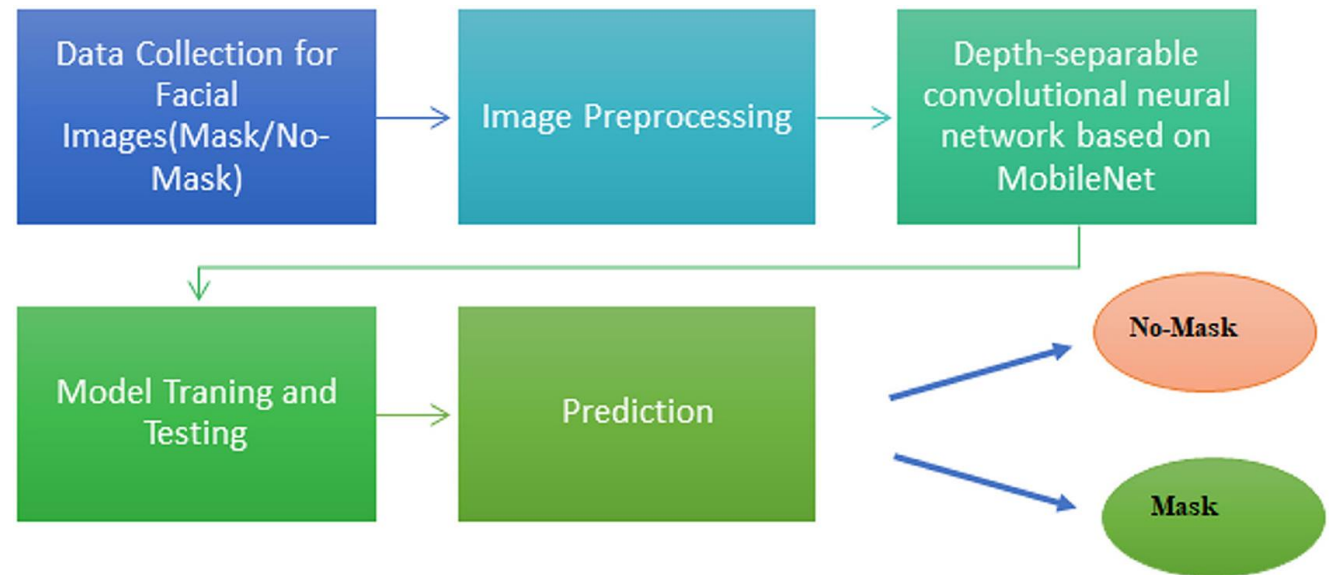 Data Collection for
Facial
Images(Mask/No-
Mask)
Image Preprocessing
Depth-separable
convolutional neural
network based on
MobileNet
Model Traning and
Testing
Prediction
No-Mask
Mask